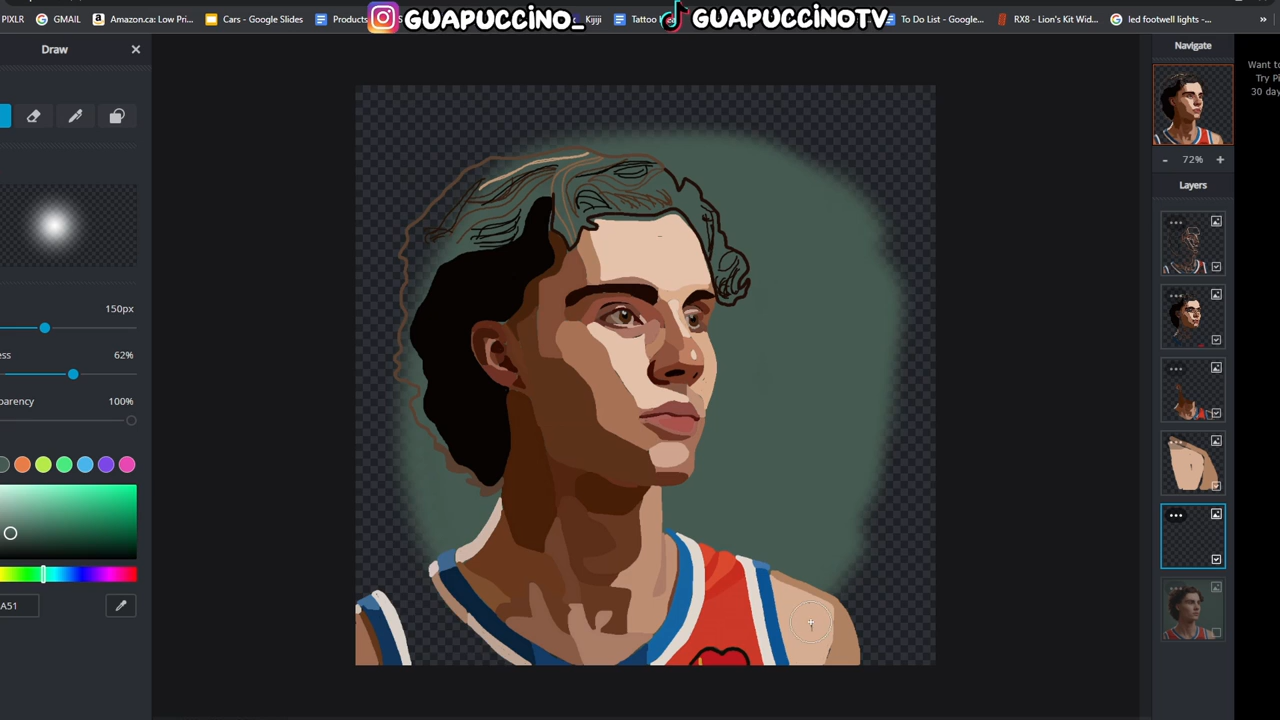 PIXLR
GMAIL
Amazon.ca: Low Pri...
Cars - Google Slides
Products
GUAPUCCINO_
Kijiji
Tattoo
GUAPUCCINOTV
To Do List - Google...
RX8 - Lion's Kit Wid...
led footwell lights -...
»
Draw
Navigate
Want to
Try Pi
30 day
72%
Layers
150px
ess
62%
parency
100%
A51